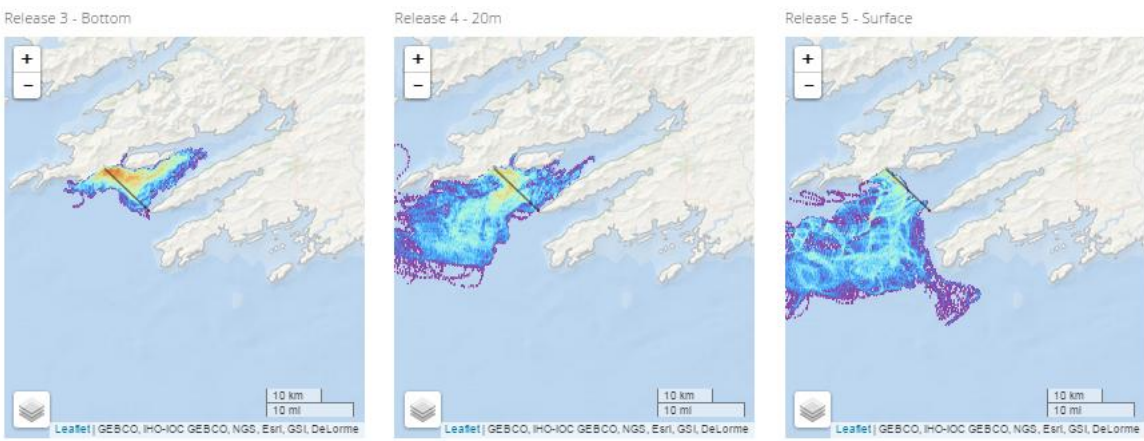 Release 3 - Bottom
Release 4 - 20m
Release 5 - Surface
+
−
+
−
+
−
10 km
10 mi
10 km
10 mi
10 km
10 mi
Leaflet | GEBCO, IHO-IOC GEBCO, NGS, Esri, GSI, DeLorme
Leaflet | GEBCO, IHO-IOC GEBCO, NGS, Esri, GSI, DeLorme
Leaflet | GEBCO, IHO-IOC GEBCO, NGS, Esri, GSI, DeLorme